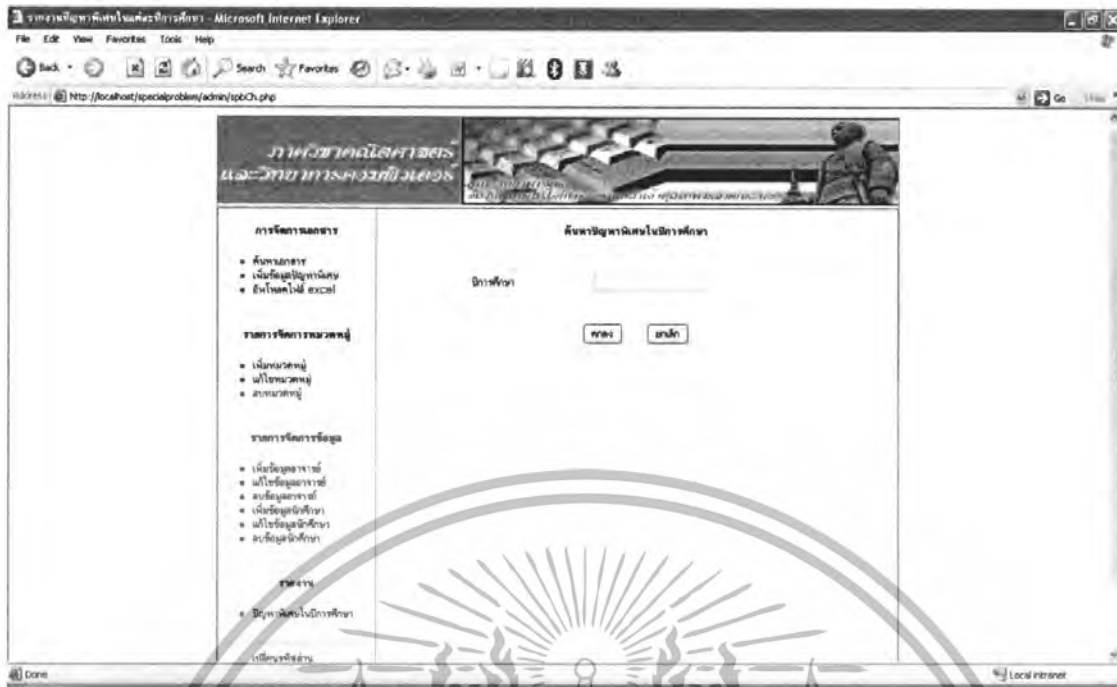 รายงานปัญหาพิเศษในแต่ละปีการศึกษา - Microsoft Internet Explorer
File Edit View Favorites Tools Help
Back Search Favorites
Address http://localhost/specialproblem/admin/spbCh.php Go
ภาควิชาคณิตศาสตร์
และวิทยาการคอมพิวเตอร์
การจัดการเอกสาร
ค้นหาเอกสาร
เพิ่มข้อมูลปัญหาพิเศษ
อัพโหลดไฟล์ excel
รายการจัดการหมวดหมู่
เพิ่มหมวดหมู่
แก้ไขหมวดหมู่
ลบหมวดหมู่
รายการจัดการข้อมูล
เพิ่มข้อมูลอาจารย์
แก้ไขข้อมูลอาจารย์
ลบข้อมูลอาจารย์
เพิ่มข้อมูลนักศึกษา
แก้ไขข้อมูลนักศึกษา
ลบข้อมูลนักศึกษา
รายงาน
ปัญหาพิเศษในปีการศึกษา
เปลี่ยนรหัสผ่าน
ค้นหาปัญหาพิเศษในปีการศึกษา
ปีการศึกษา
ตกลง ยกเลิก
Done Local intranet